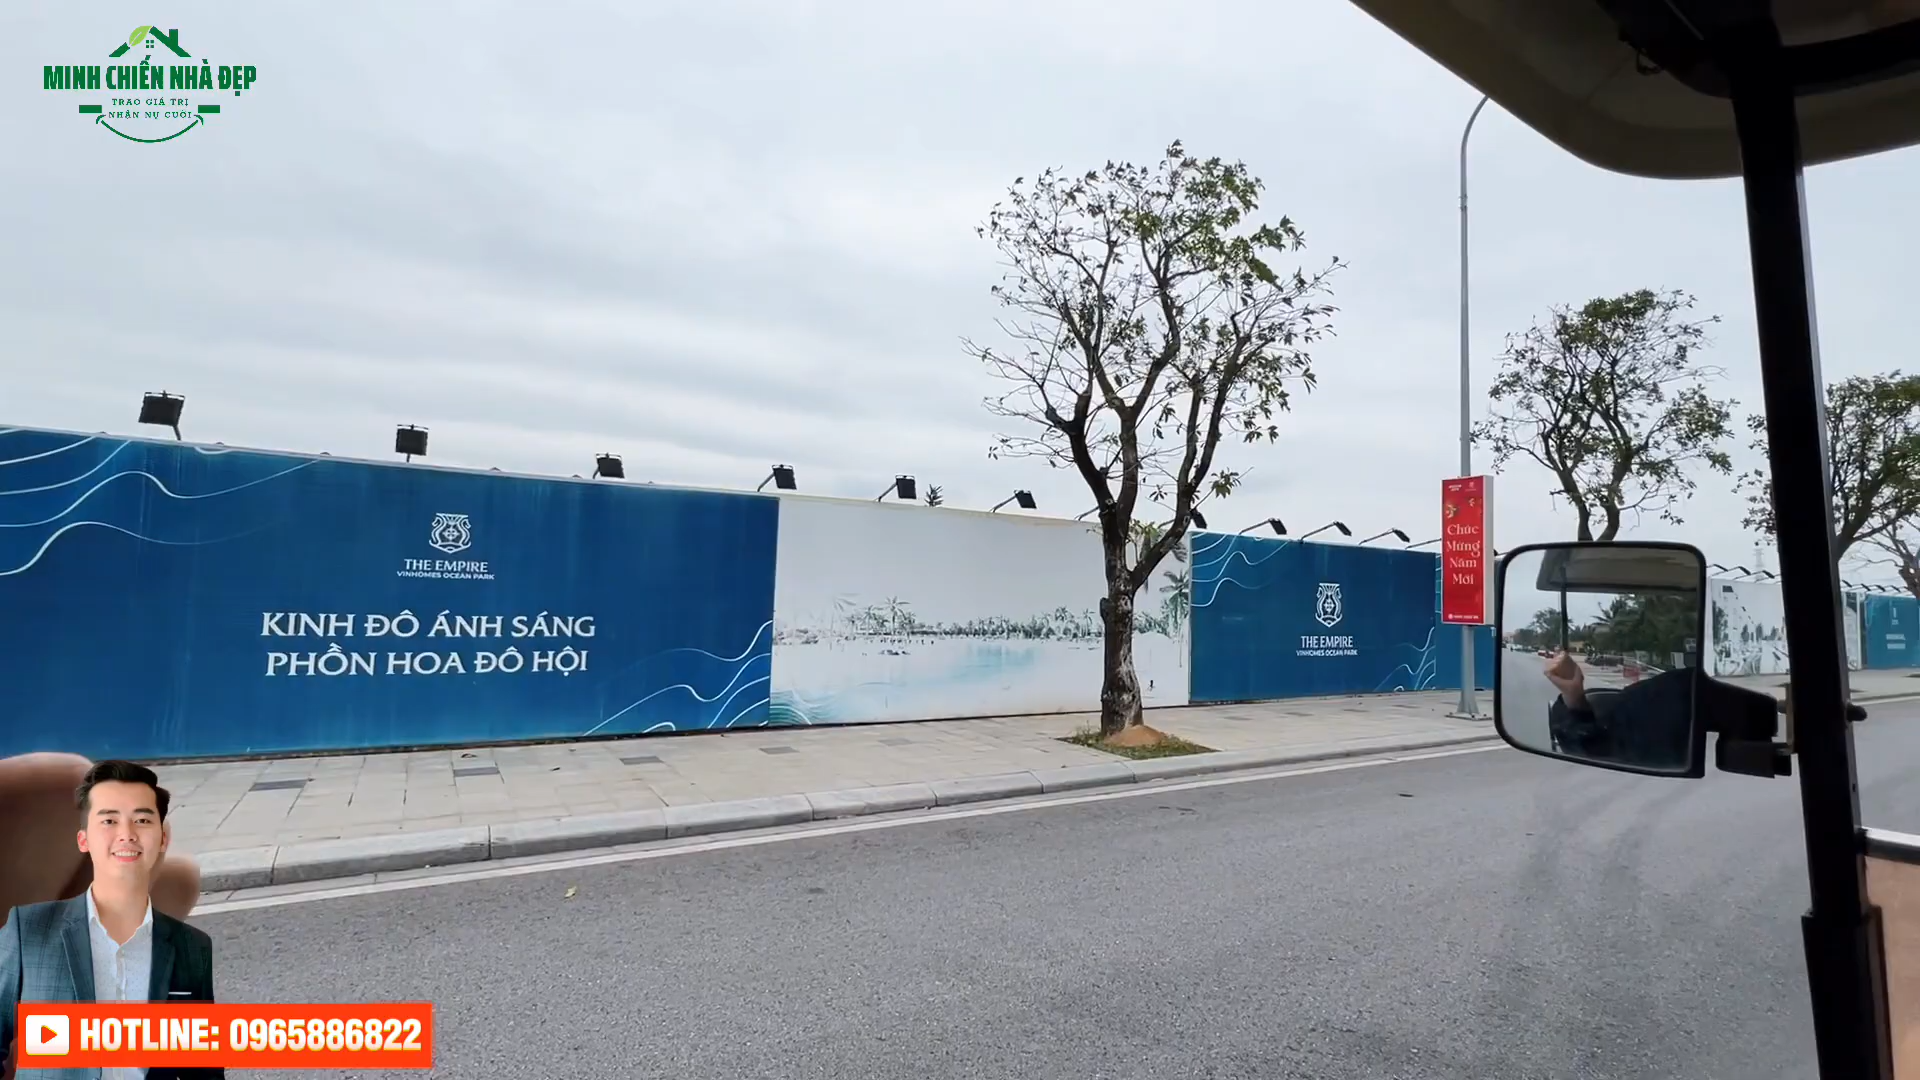 MINH CHIẾN NHÀ ĐẸP
TRAO GIÁ TRỊ
NHẬN NỤ CƯỜI
THE EMPIRE
VINHOMES OCEAN PARK
KINH ĐÔ ÁNH SÁNG
PHỒN HOA ĐÔ HỘI
THE EMPIRE
VINHOMES OCEAN PARK
Chúc
Mừng
Năm
Mới
HOTLINE: 0965886822